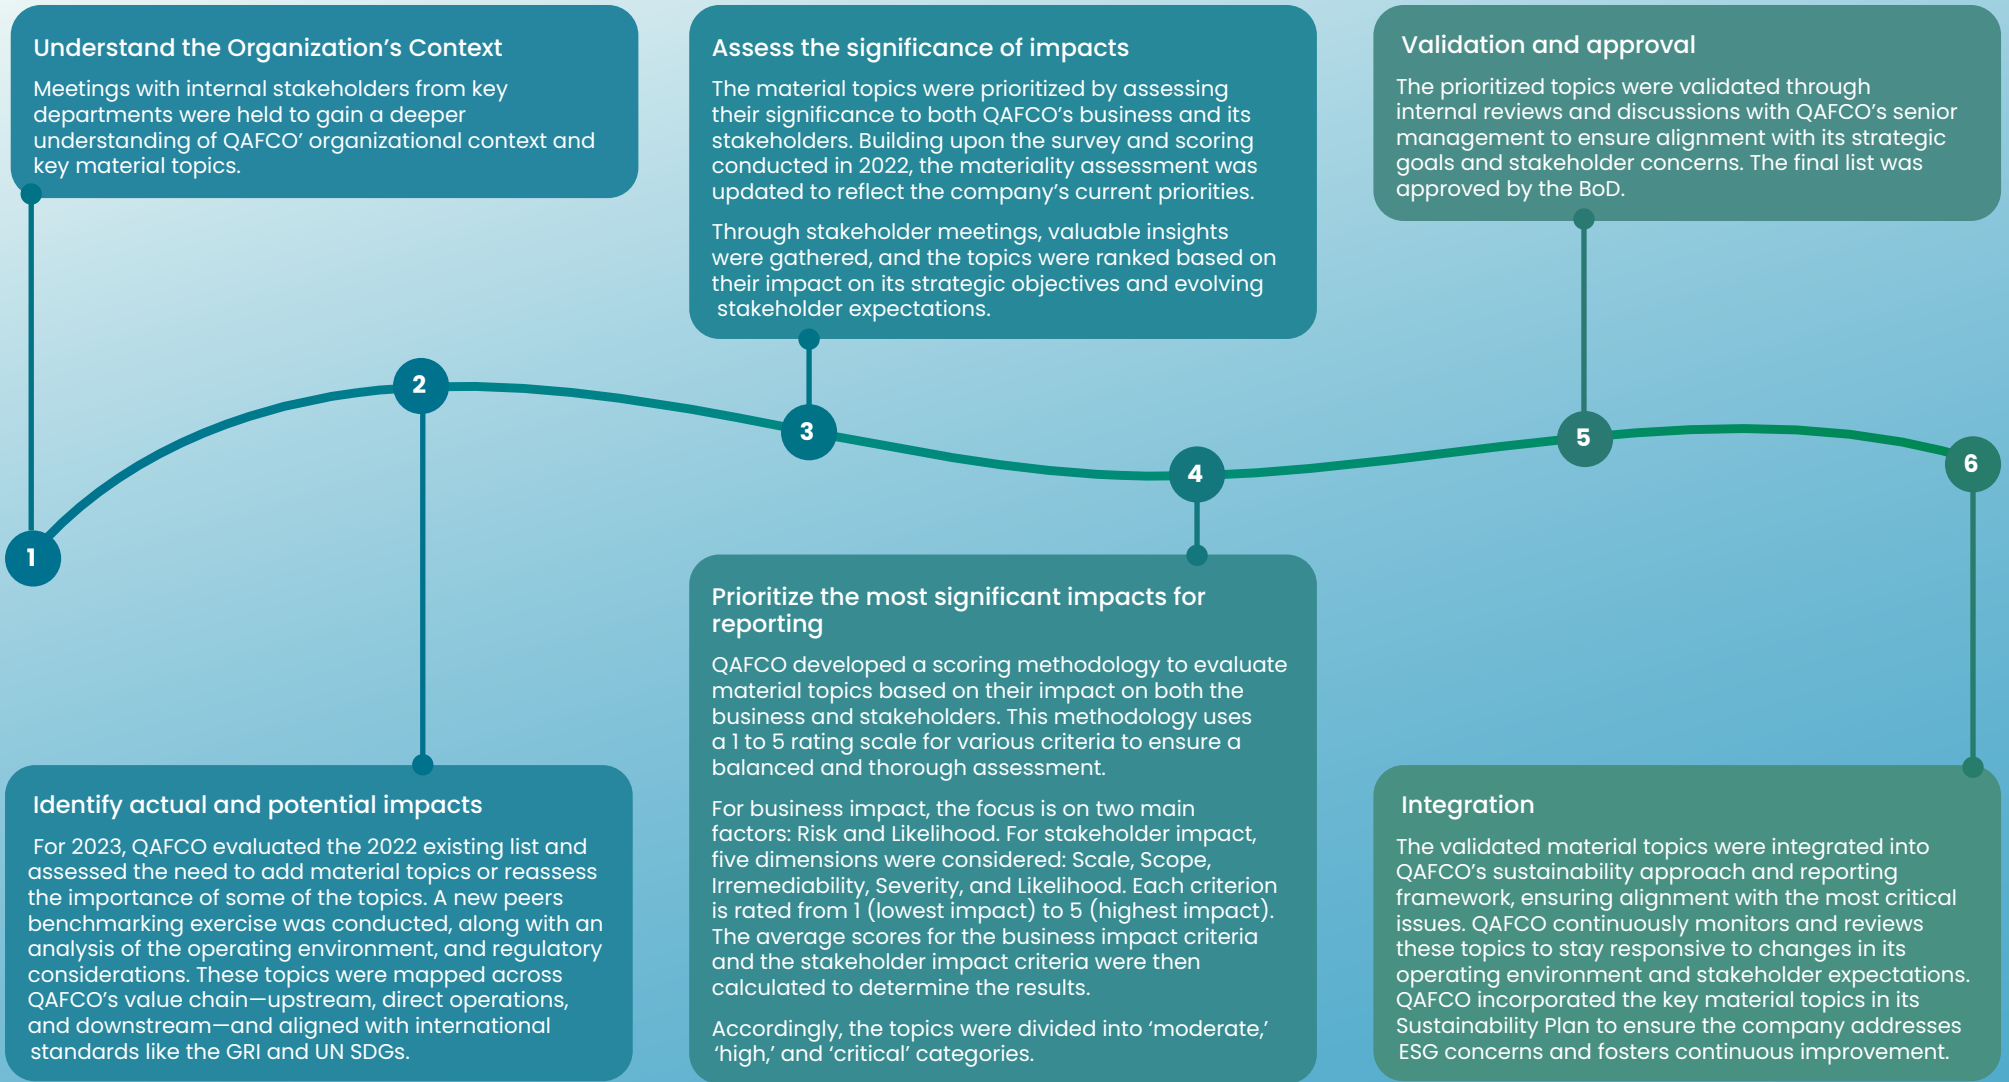 Understand the Organization’s Context
Meetings with internal stakeholders from key
departments were held to gain a deeper
understanding of QAFCO’ organizational context and
key material topics.
1
2
Identify actual and potential impacts
For 2023, QAFCO evaluated the 2022 existing list and
assessed the need to add material topics or reassess
the importance of some of the topics. A new peers
benchmarking exercise was conducted, along with an
analysis of the operating environment, and regulatory
considerations. These topics were mapped across
QAFCO’s value chain—upstream, direct operations,
and downstream—and aligned with international
standards like the GRI and UN SDGs.
Assess the significance of impacts
The material topics were prioritized by assessing
their significance to both QAFCO’s business and its
stakeholders. Building upon the survey and scoring
conducted in 2022, the materiality assessment was
updated to reflect the company’s current priorities.
Through stakeholder meetings, valuable insights
were gathered, and the topics were ranked based on
their impact on its strategic objectives and evolving
stakeholder expectations.
3
4
Prioritize the most significant impacts for
reporting
QAFCO developed a scoring methodology to evaluate
material topics based on their impact on both the
business and stakeholders. This methodology uses
a 1 to 5 rating scale for various criteria to ensure a
balanced and thorough assessment.
For business impact, the focus is on two main
factors: Risk and Likelihood. For stakeholder impact,
five dimensions were considered: Scale, Scope,
Irremediability, Severity, and Likelihood. Each criterion
is rated from 1 (lowest impact) to 5 (highest impact).
The average scores for the business impact criteria
and the stakeholder impact criteria were then
calculated to determine the results.
Accordingly, the topics were divided into ‘moderate,’
‘high,’ and ‘critical’ categories.
Validation and approval
The prioritized topics were validated through
internal reviews and discussions with QAFCO’s senior
management to ensure alignment with its strategic
goals and stakeholder concerns. The final list was
approved by the BoD.
5
6
Integration
The validated material topics were integrated into
QAFCO’s sustainability approach and reporting
framework, ensuring alignment with the most critical
issues. QAFCO continuously monitors and reviews
these topics to stay responsive to changes in its
operating environment and stakeholder expectations.
QAFCO incorporated the key material topics in its
Sustainability Plan to ensure the company addresses
ESG concerns and fosters continuous improvement.